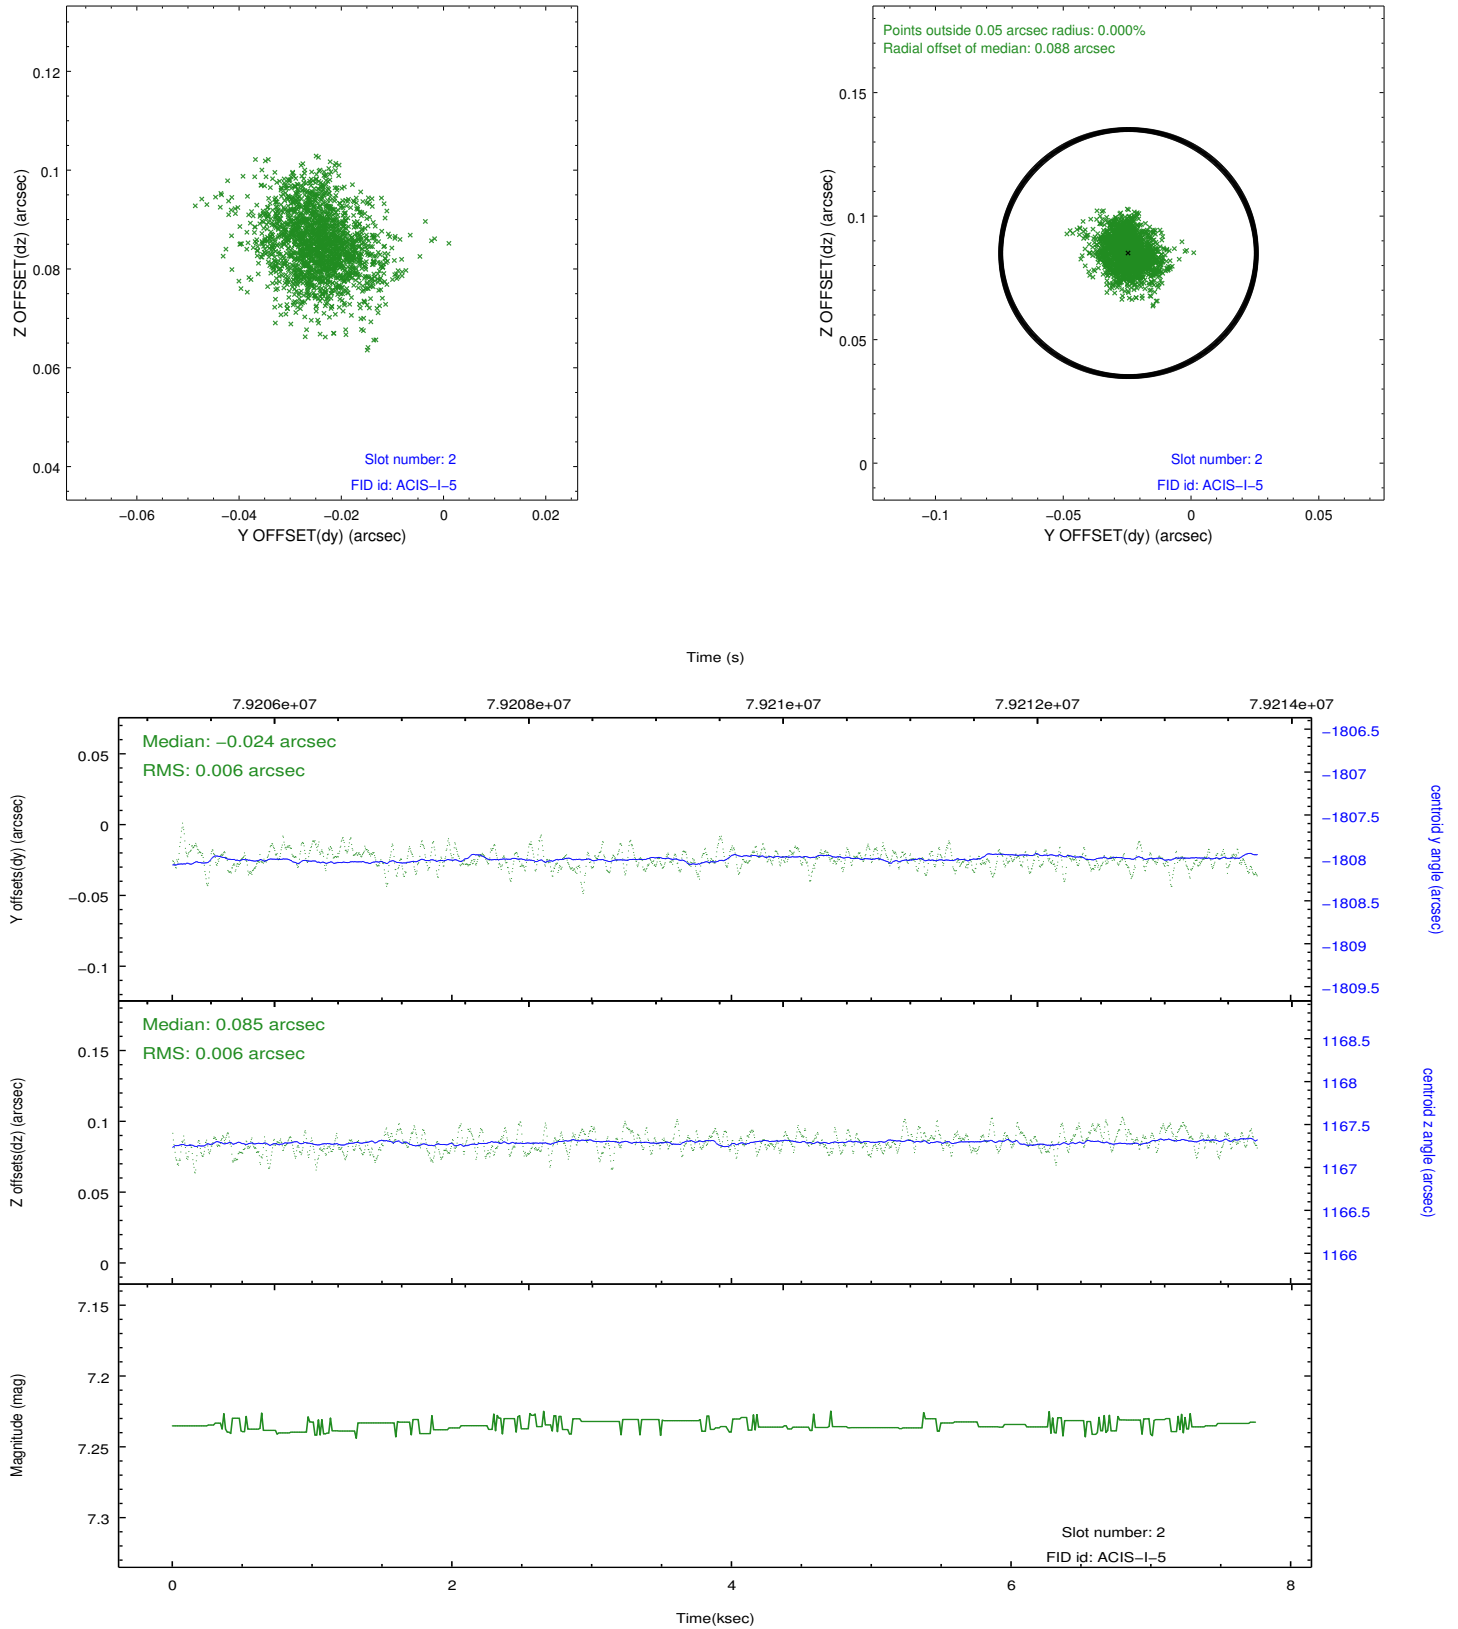 0.12
0.1
0.08
0.06
0.04
Z OFFSET(dz) (arcsec)
Slot number: 2
FID id: ACIS−I−5
−0.06 −0.04 −0.02 0 0.02
Y OFFSET(dy) (arcsec)
Points outside 0.05 arcsec radius: 0.000%
Radial offset of median: 0.088 arcsec
0.15
0.1
0.05
0
Z OFFSET(dz) (arcsec)
Slot number: 2
FID id: ACIS−I−5
−0.1 −0.05 0 0.05
Y OFFSET(dy) (arcsec)
Time (s)
7.9206e+07 7.9208e+07 7.921e+07 7.9212e+07 7.9214e+07
Median: −0.024 arcsec
RMS: 0.006 arcsec
0.05
0
−0.05
−0.1
Y offsets(dy) (arcsec)
−1806.5
−1807
−1807.5
−1808
−1808.5
−1809
−1809.5
centroid y angle (arcsec)
Median: 0.085 arcsec
RMS: 0.006 arcsec
0.15
0.1
0.05
0
Z offsets(dz) (arcsec)
1168.5
1168
1167.5
1167
1166.5
1166
centroid z angle (arcsec)
7.15
7.2
7.25
7.3
Magnitude (mag)
Slot number: 2
FID id: ACIS−I−5
0 2 4 6 8
Time(ksec)